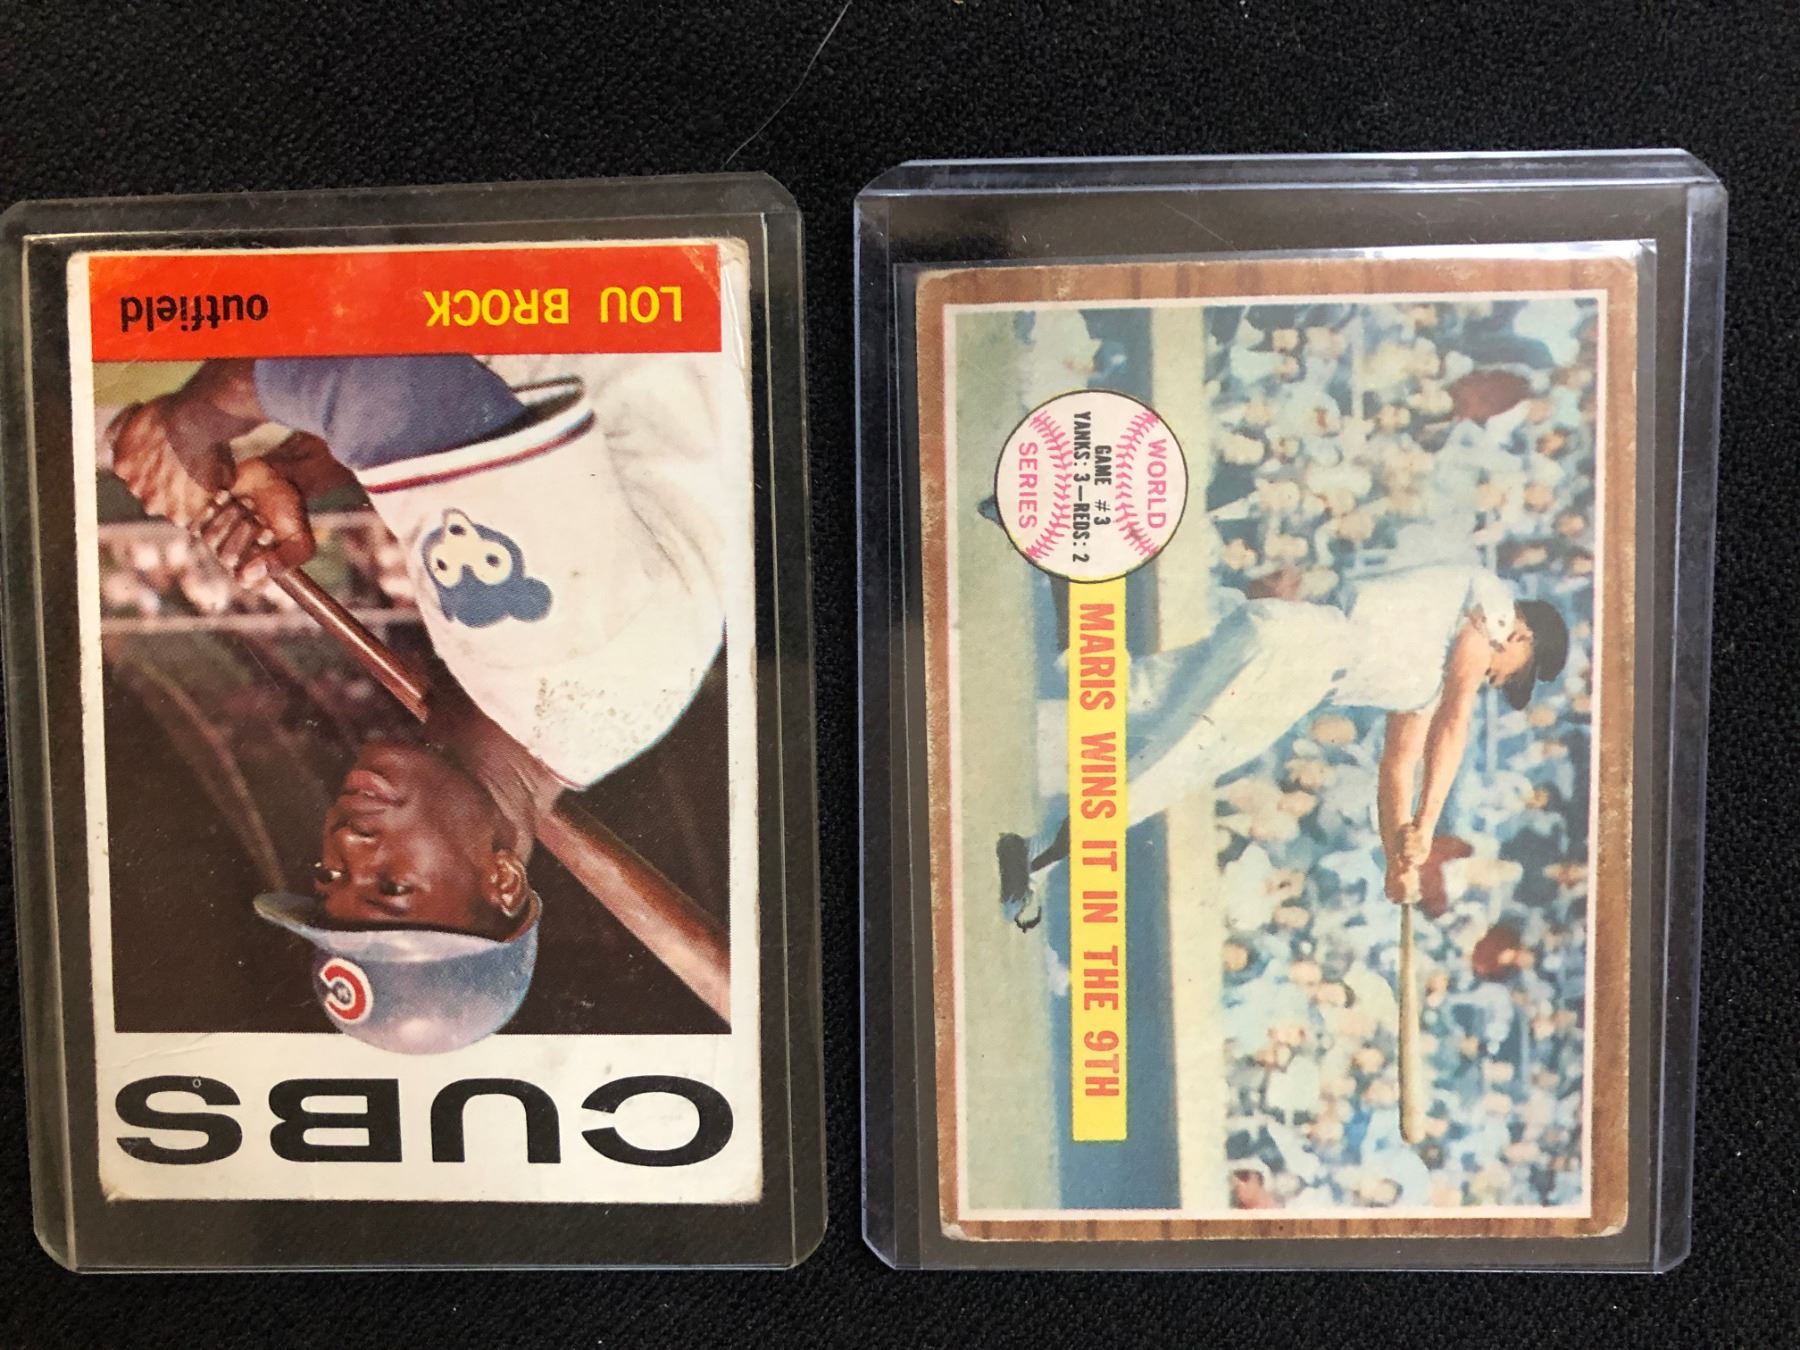 CUBS
LOU BROCK
outfield
WORLD
GAME #3
YANKS: 3—REDS: 2
SERIES
MARIS WINS IT IN THE 9TH
C